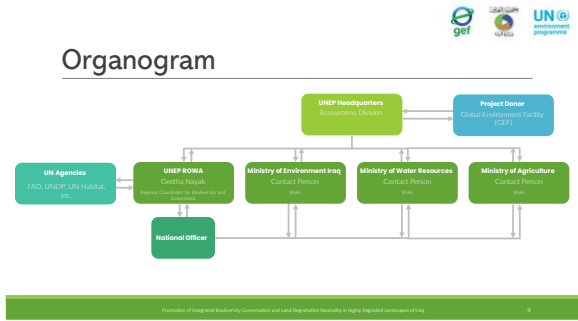 gef
UN
environment
programme
Organogram
UNEP Headquarters
Ecosystems Division
Project Donor
Global Environment Facility
(GEF)
UN Agencies
FAO, UNDP, UN Habitat,
etc.
UNEP ROWA
Geetha Nayak
Regional Coordinator for Biodiversity and
Ecosystems
Ministry of Environment Iraq
Contact Person
Ministry of Water Resources
Contact Person
Ministry of Agriculture
Contact Person
National Officer
Promotion of Integrated Biodiversity Conservation and Land Degradation Neutrality in Highly Degraded Landscapes of Iraq